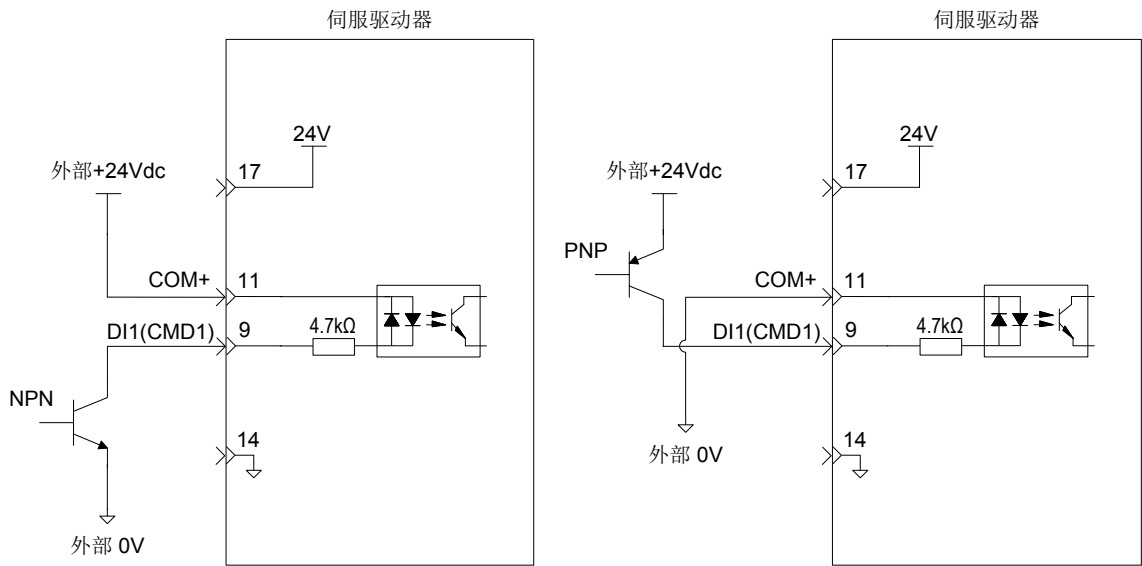 伺服驱动器
24V
17
外部+24Vdc
COM+
11
DI1(CMD1)
9
4.7kΩ
NPN
14
外部 0V
伺服驱动器
24V
17
外部+24Vdc
PNP
COM+
11
DI1(CMD1)
9
4.7kΩ
14
外部 0V